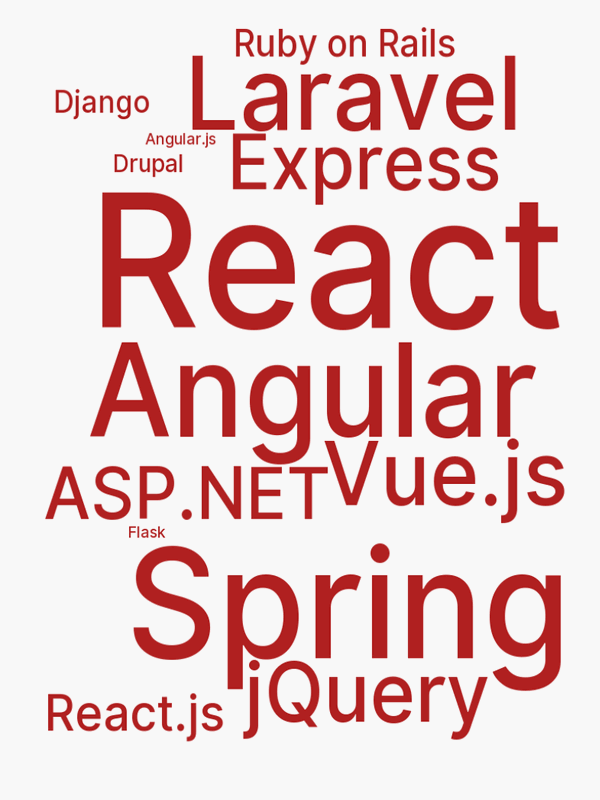 Ruby on Rails
Laravel
Django
Angular.js
Express
Drupal
React
Angular
Vue.js
ASP.NET
Flask
Spring
jQuery
React.js